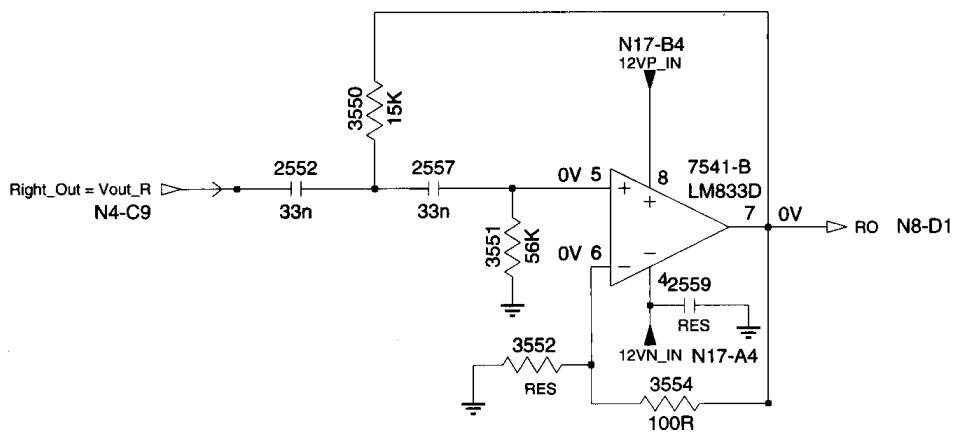 N17-B4
12VP_IN
3550
15K
2552
2557
7541-B
LM833D
Right_Out = Vout_R
N4-C9
33n
33n
0V 5
+
+
8
7
0V
RO
N8-D1
3551
56K
0V 6
−
−
4
2559
RES
12VN_IN
N17-A4
3552
RES
3554
100R